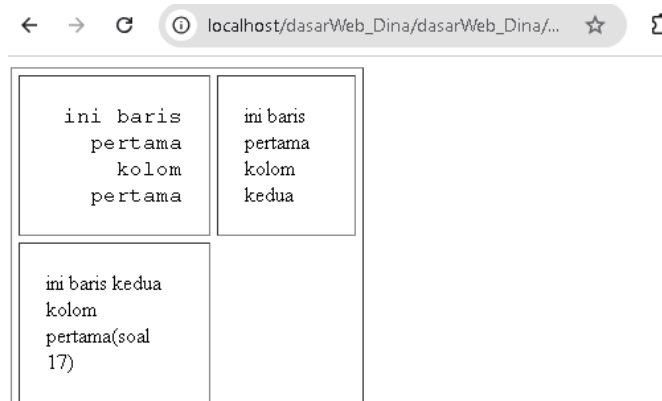 localhost/dasarWeb_Dina/dasarWeb_Dina/...
ini baris
pertama
kolom
pertama
ini baris
pertama
kolom
kedua
ini baris kedua
kolom
pertama(soal
17)